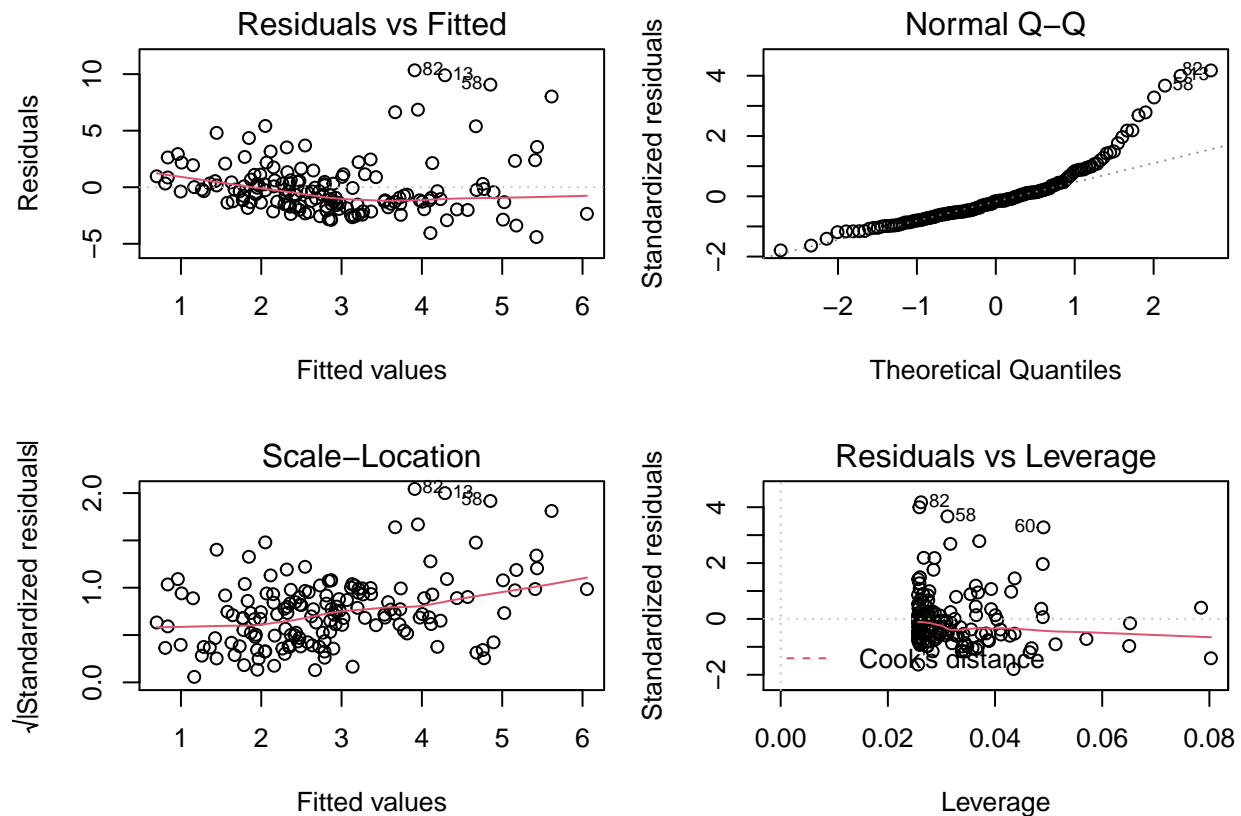 Residuals vs Fitted
Residuals
10
5
0
−5
82
13
58
1 2 3 4 5 6
Fitted values
Normal Q−Q
Standardized residuals
4
2
0
−2
82
13
58
−2 −1 0 1 2
Theoretical Quantiles
Scale−Location
√|Standardized residuals|
2.0
1.0
0.0
82
13
58
1 2 3 4 5 6
Fitted values
Residuals vs Leverage
Standardized residuals
4
2
0
−2
82
58
60
Cook's distance
0.00 0.02 0.04 0.06 0.08
Leverage